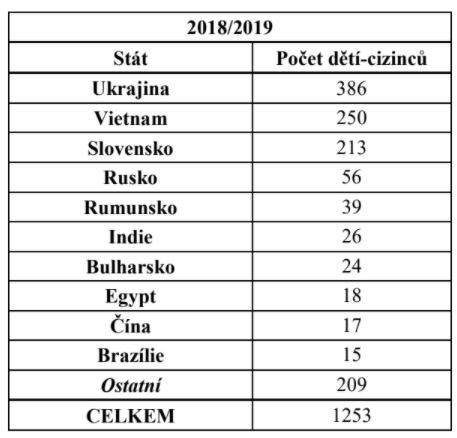 2018/2019
Stát Počet dětí-cizinců
Ukrajina 386
Vietnam 250
Slovensko 213
Rusko 56
Rumunsko 39
Indie 26
Bulharsko 24
Egypt 18
Čína 17
Brazílie 15
Ostatní 209
CELKEM 1253